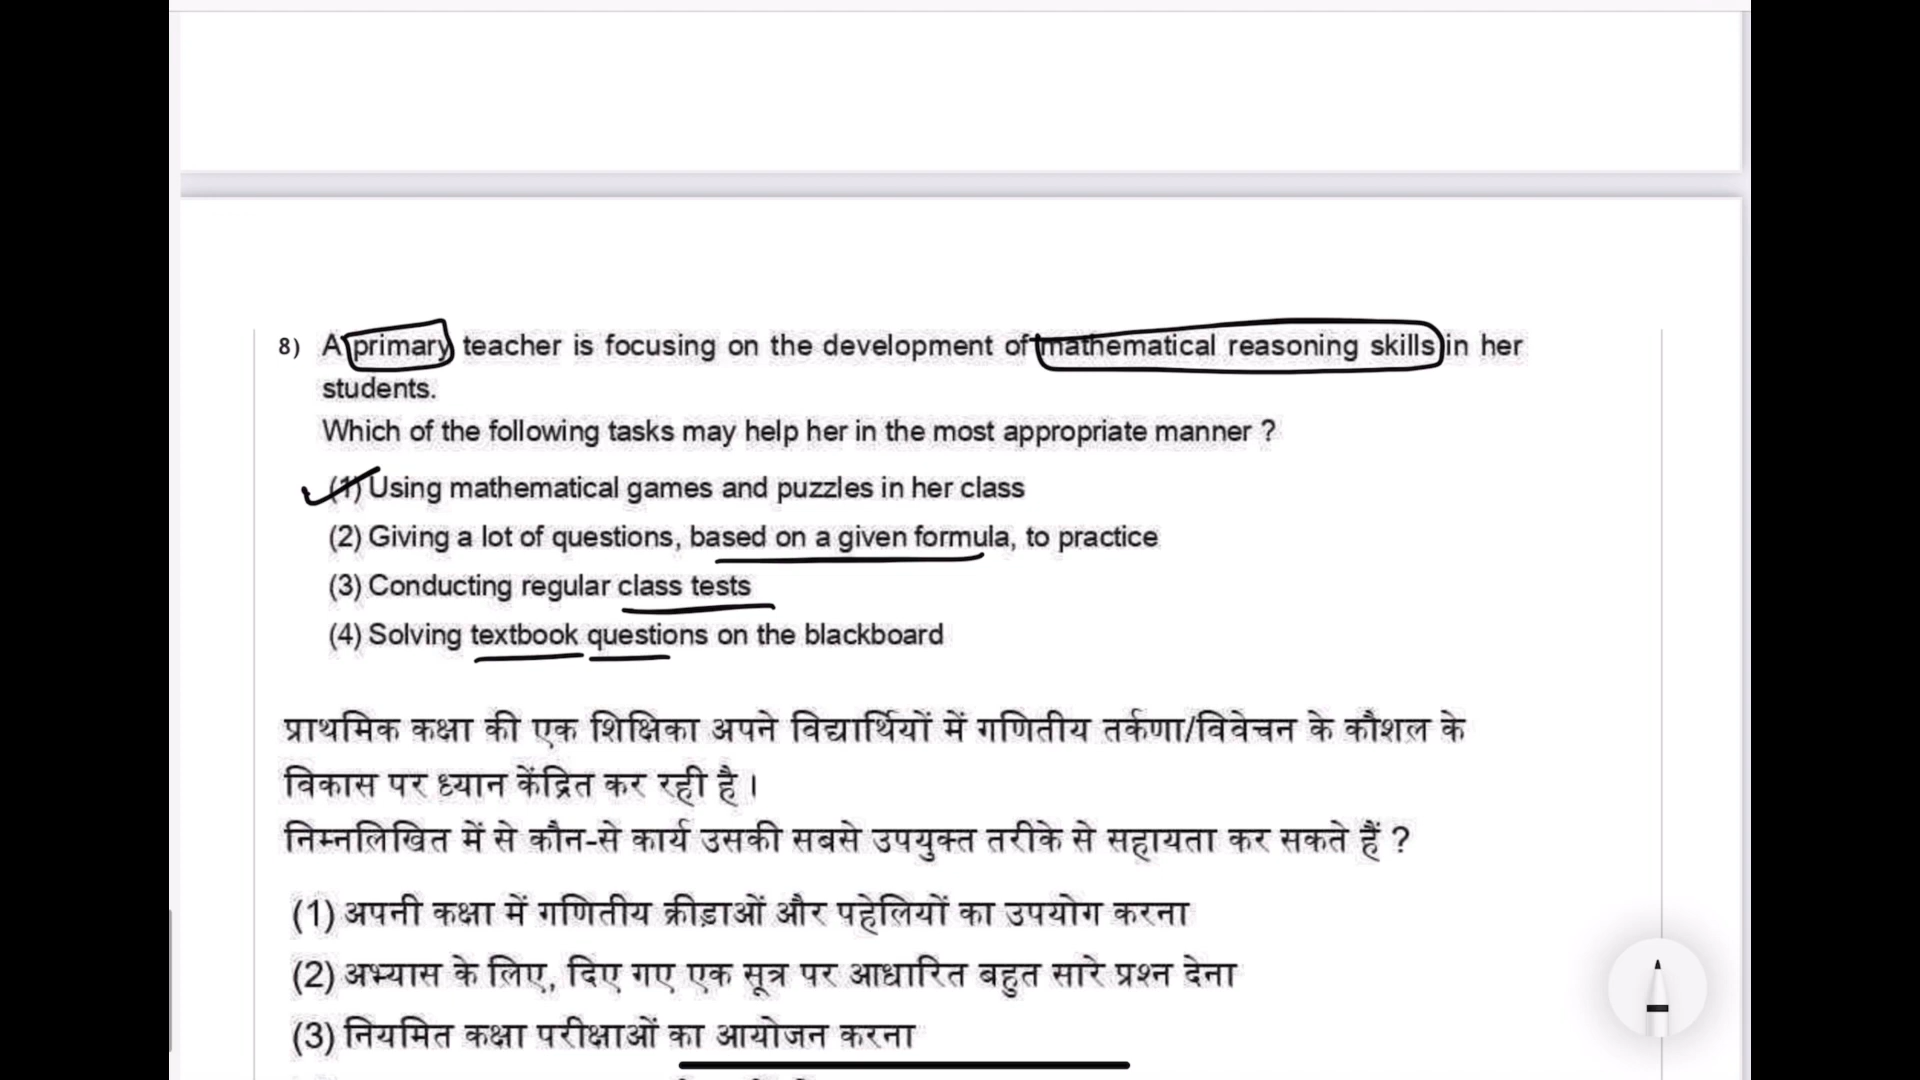 8) A primary teacher is focusing on the development of mathematical reasoning skills in her
students.
Which of the following tasks may help her in the most appropriate manner ?
(1) Using mathematical games and puzzles in her class
(2) Giving a lot of questions, based on a given formula, to practice
(3) Conducting regular class tests
(4) Solving textbook questions on the blackboard
प्राथमिक कक्षा की एक शिक्षिका अपने विद्यार्थियों में गणितीय तर्कणा/विवेचन के कौशल के
विकास पर ध्यान केंद्रित कर रही है ।
निम्नलिखित में से कौन-से कार्य उसकी सबसे उपयुक्त तरीके से सहायता कर सकते हैं ?
(1) अपनी कक्षा में गणितीय क्रीड़ाओं और पहेलियों का उपयोग करना
(2) अभ्यास के लिए, दिए गए एक सूत्र पर आधारित बहुत सारे प्रश्न देना
(3) नियमित कक्षा परीक्षाओं का आयोजन करना